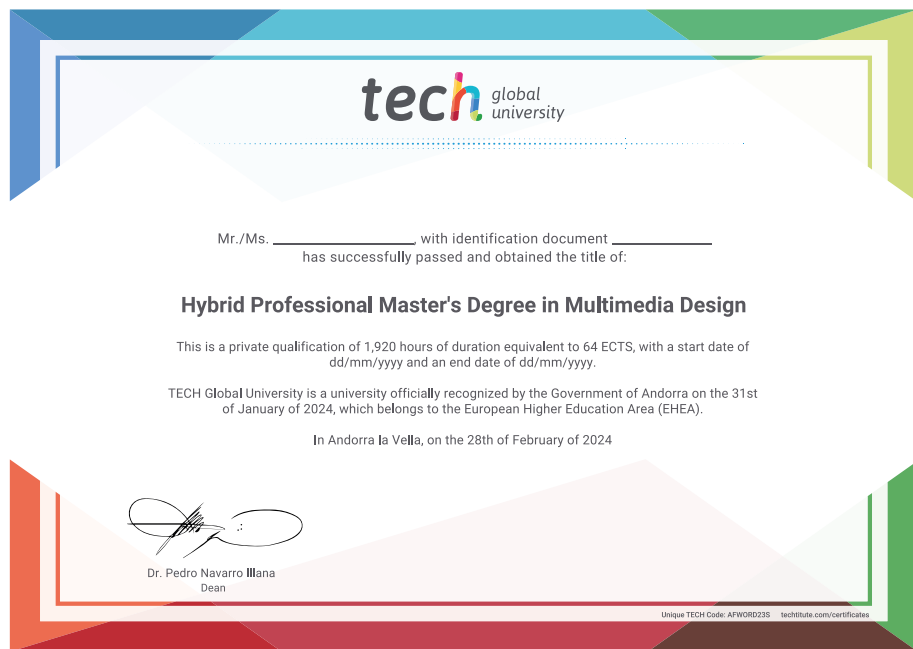 tech global
university
Mr./Ms. ______________, with identification document __________
has successfully passed and obtained the title of:
Hybrid Professional Master's Degree in Multimedia Design
This is a private qualification of 1,920 hours of duration equivalent to 64 ECTS, with a start date of
dd/mm/yyyy and an end date of dd/mm/yyyy.
TECH Global University is a university officially recognized by the Government of Andorra on the 31st
of January of 2024, which belongs to the European Higher Education Area (EHEA).
In Andorra la Vella, on the 28th of February of 2024
Dr. Pedro Navarro Illana
Dean
Unique TECH Code: AFWORD23S techtitute.com/certificates